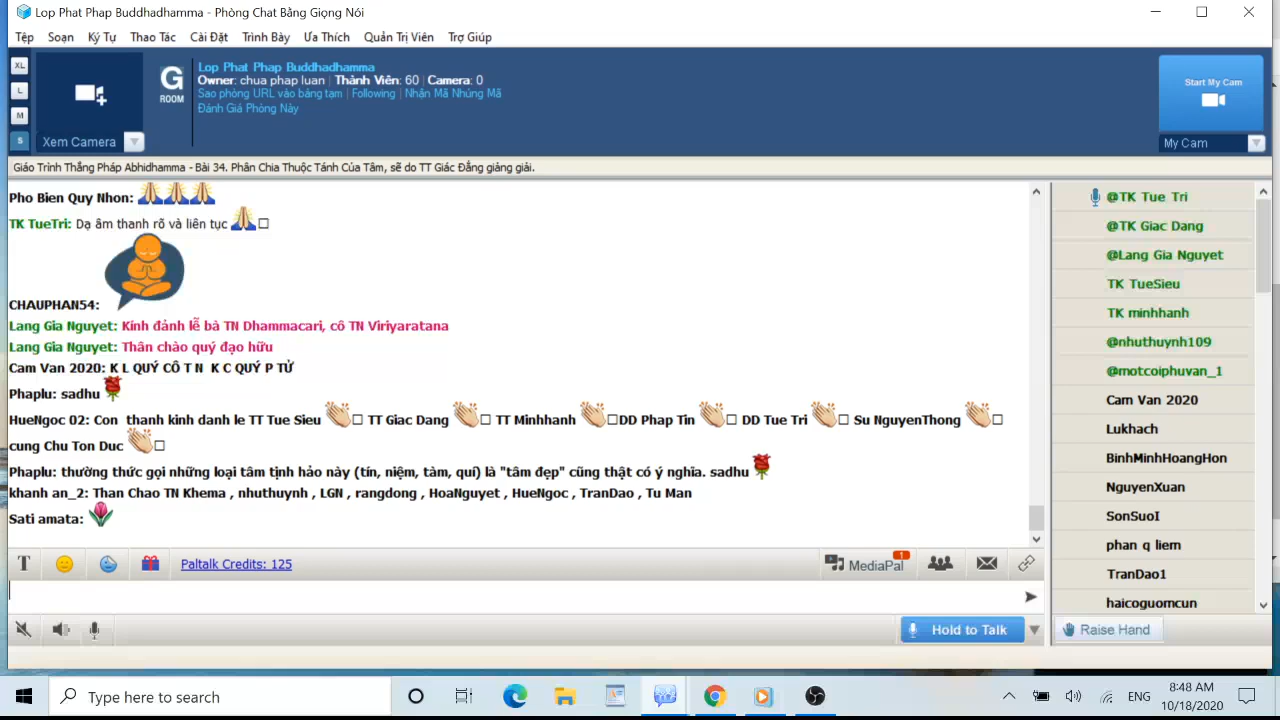 Lop Phat Phap Buddhadhamma - Phòng Chat Bằng Giọng Nói
Tệp Soạn Ký Tự Thao Tác Cài Đặt Trình Bày Ưa Thích Quản Trị Viên Trợ Giúp
XL
L
M
S
Xem Camera
G
ROOM
Lop Phat Phap Buddhadhamma
Owner: chua phap luan | Thành Viên: 60 | Camera: 0
Sao phòng URL vào bảng tạm | Following | Nhận Mã Nhúng Mã
Đánh Giá Phòng Này
Start My Cam
My Cam
Giáo Trình Thắng Pháp Abhidhamma - Bài 34. Phân Chia Thuộc Tánh Của Tâm, sẽ do TT Giác Đẳng giảng giải.
Pho Bien Quy Nhon:
TK TueTri: Dạ âm thanh rõ và liên tục
CHAUPHAN54:
Lang Gia Nguyet: Kính đảnh lễ bà TN Dhammacari, cô TN Viriyaratana
Lang Gia Nguyet: Thân chào quý đạo hữu
Cam Van 2020: K L QUÝ CÔ T N K C QUÝ P TỬ
Phaplu: sadhu
HueNgoc 02: Con thanh kinh danh le TT Tue Sieu TT Giac Dang TT Minhhanh DD Phap Tin DD Tue Tri Su NguyenThong
cung Chu Ton Duc
Phaplu: thường thức gọi những loại tâm tịnh hảo này (tín, niệm, tàm, quí) là "tâm đẹp" cũng thật có ý nghĩa. sadhu
khanh an_2: Than Chao TN Khema , nhuthuynh , LGN , rangdong , HoaNguyet , HueNgoc , TranDao , Tu Man
Sati amata:
@TK Tue Tri
@TK Giac Dang
@Lang Gia Nguyet
TK TueSieu
TK minhhanh
@nhuthuynh109
@motcoiphuvan_1
Cam Van 2020
Lukhach
BinhMinhHoangHon
NguyenXuan
SonSuoI
phan q liem
TranDao1
haicoguomcun
T
Paltalk Credits: 125
MediaPal
1
Hold to Talk
Raise Hand
Type here to search
ENG
8:48 AM
10/18/2020